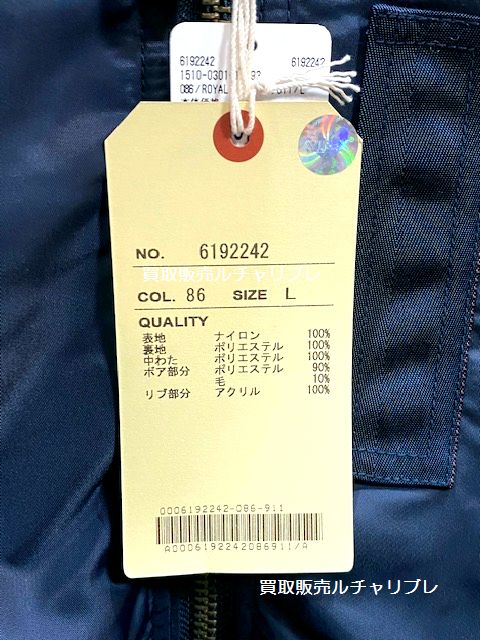 6192242 6192242
1510-0301
086/ROYAL
NO. 6192242
買取販売ルチャリブレ
COL. 86 SIZE L
QUALITY
表地 ナイロン 100%
裏地 ポリエステル 100%
中わた ポリエステル 100%
ボア部分 ポリエステル 90%
毛 10%
リブ部分 アクリル 100%
0006192242-086-911
A0006192242086911/A
買取販売ルチャリブレ